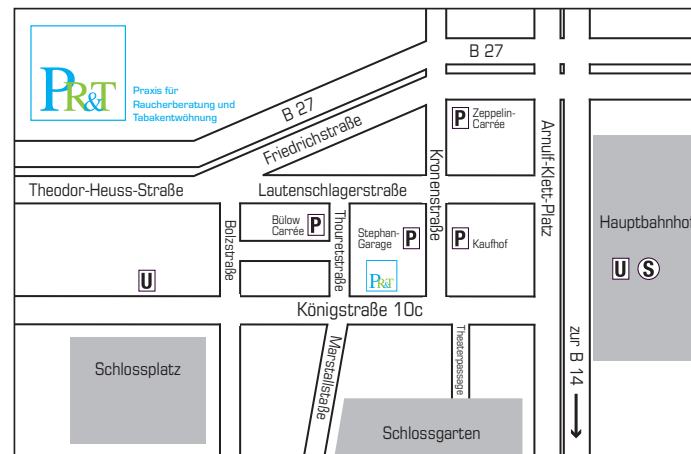 PR&T
Praxis für
Raucherberatung und
Tabakentwöhnung
B 27
B 27
Friedrichstraße
P Zeppelin-
Carrée
Kronenstraße
Arnulf-Klett-Platz
Theodor-Heuss-Straße
Lautenschlagerstraße
Bolzstraße
Bülow
Carrée P
Thouretstraße
Stephan-
Garage P
P Kaufhof
Hauptbahnhof
U S
U
PR&T
Königstraße 10c
Marstallstaße
Theaterpassage
zur B 14
Schlossplatz
Schlossgarten